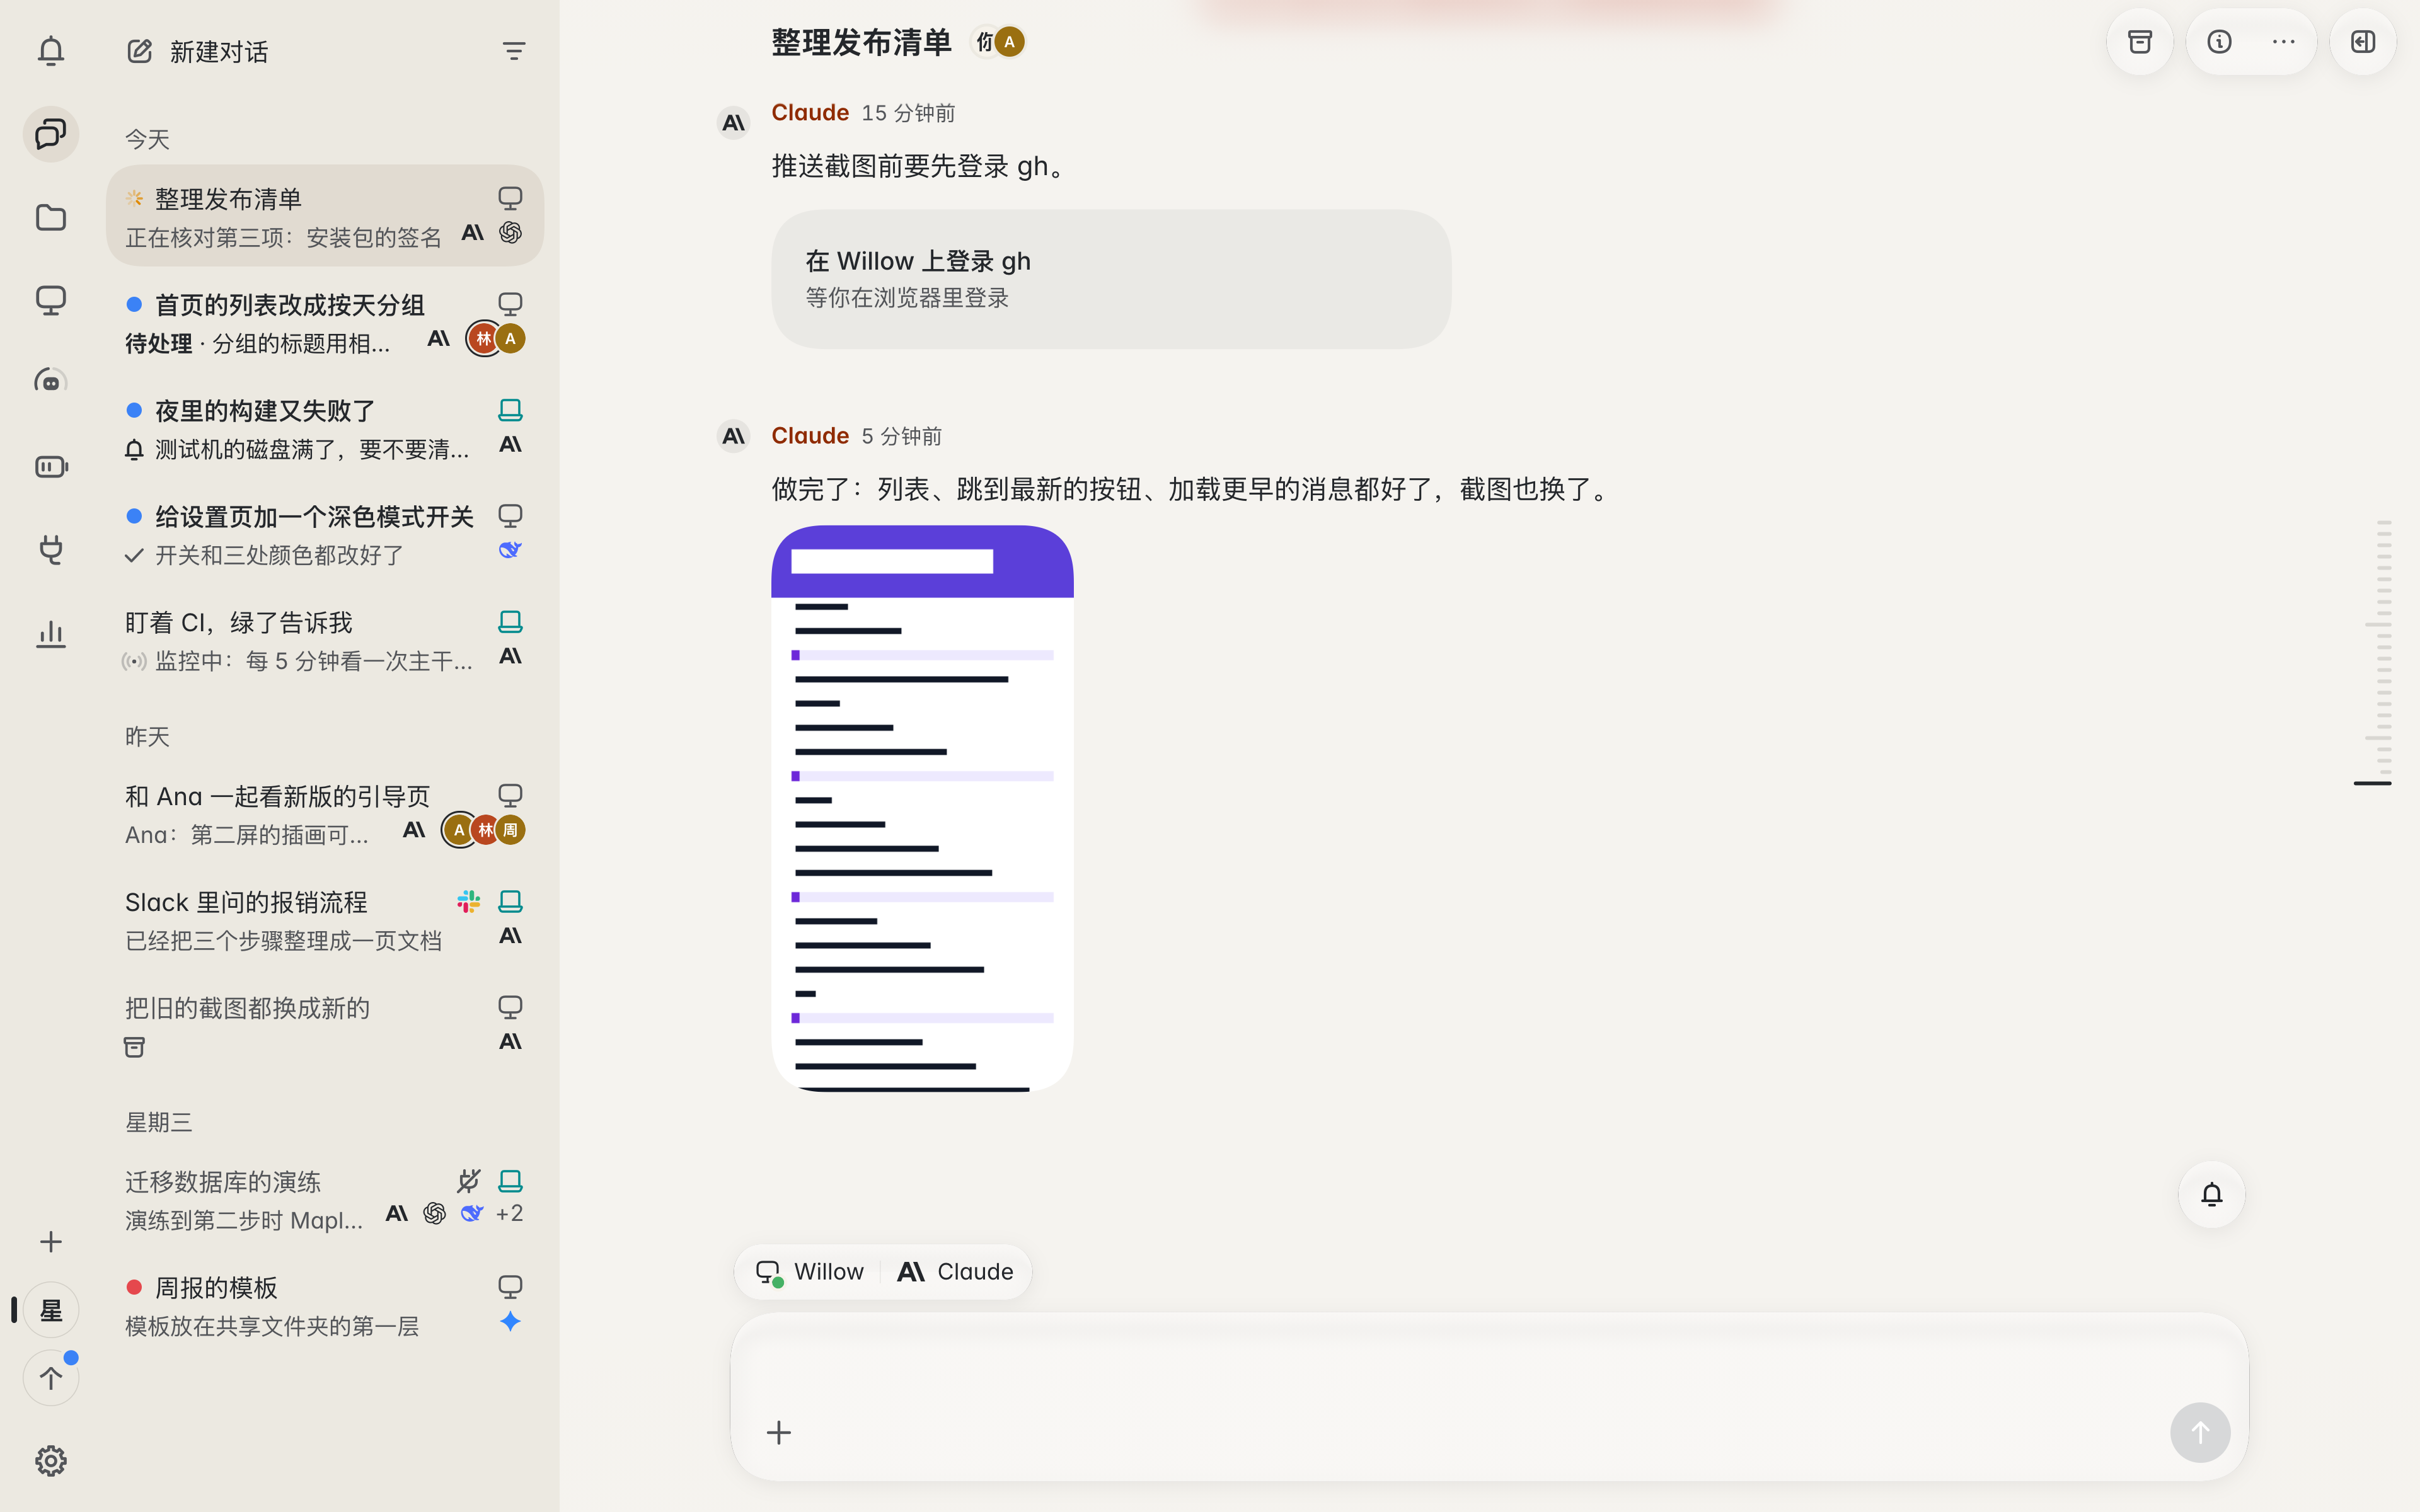 新建对话
今天
整理发布清单
正在核对第三项：安装包的签名
首页的列表改成按天分组
待处理 · 分组的标题用相...
林 A
夜里的构建又失败了
测试机的磁盘满了，要不要清...
给设置页加一个深色模式开关
开关和三处颜色都改好了
盯着 CI，绿了告诉我
监控中：每 5 分钟看一次主干...
昨天
和 Ana 一起看新版的引导页
Ana：第二屏的插画可...
A 林 周
Slack 里问的报销流程
已经把三个步骤整理成一页文档
把旧的截图都换成新的
星期三
迁移数据库的演练
演练到第二步时 Mapl...
+2
周报的模板
模板放在共享文件夹的第一层
星
个
整理发布清单
你 A
Claude 15 分钟前
推送截图前要先登录 gh。
在 Willow 上登录 gh
等你在浏览器里登录
Claude 5 分钟前
做完了：列表、跳到最新的按钮、加载更早的消息都好了，截图也换了。
Willow
Claude